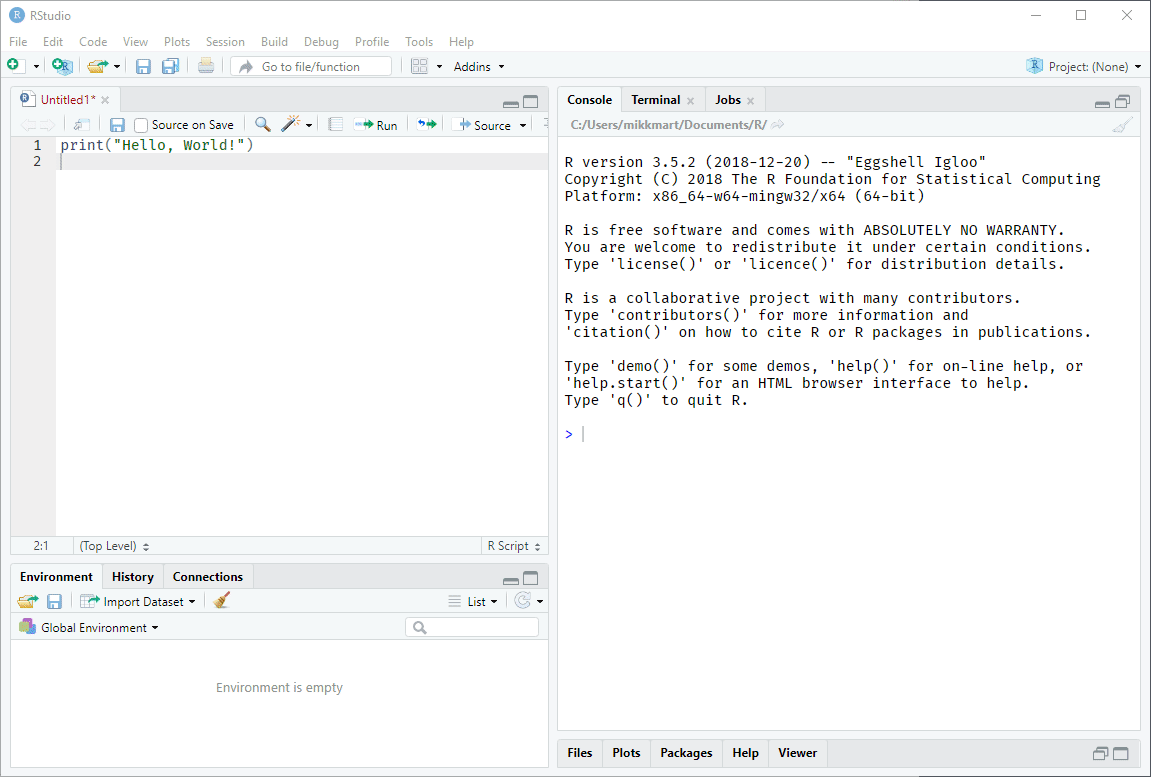 RStudio
File Edit Code View Plots Session Build Debug Profile Tools Help
Go to file/function Addins Project: (None)
Untitled1*
Source on Save Run Source
1 print("Hello, World!")
2
2:1 (Top Level) R Script
Environment History Connections
Import Dataset List
Global Environment
Environment is empty
Console Terminal Jobs
C:/Users/mikkmart/Documents/R/
R version 3.5.2 (2018-12-20) -- "Eggshell Igloo"
Copyright (C) 2018 The R Foundation for Statistical Computing
Platform: x86_64-w64-mingw32/x64 (64-bit)
R is free software and comes with ABSOLUTELY NO WARRANTY.
You are welcome to redistribute it under certain conditions.
Type 'license()' or 'licence()' for distribution details.
R is a collaborative project with many contributors.
Type 'contributors()' for more information and
'citation()' on how to cite R or R packages in publications.
Type 'demo()' for some demos, 'help()' for on-line help, or
'help.start()' for an HTML browser interface to help.
Type 'q()' to quit R.
>
Files Plots Packages Help Viewer